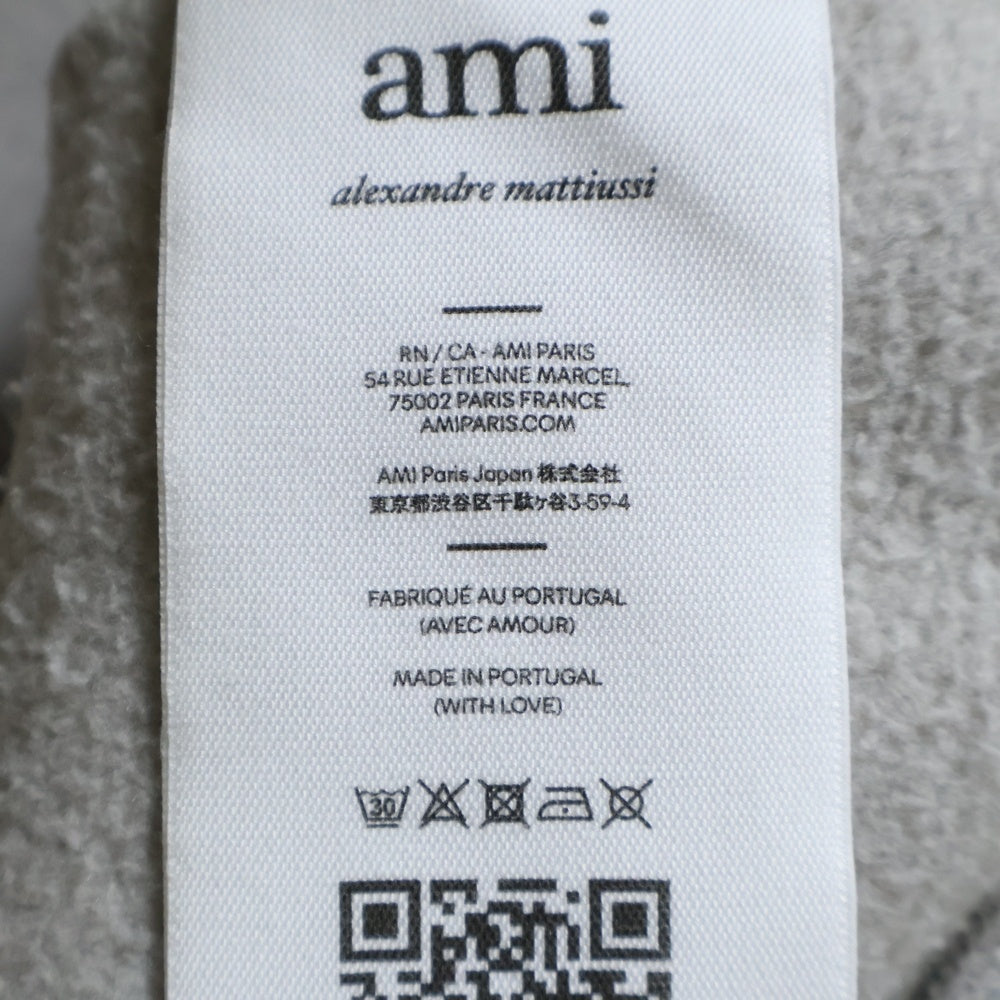 ami
alexandre mattiussi
RN / CA - AMI PARIS
54 RUE ETIENNE MARCEL,
75002 PARIS FRANCE
AMIPARIS.COM
AMI Paris Japan 株式会社
東京都渋谷区千駄ヶ谷3-59-4
FABRIQUÉ AU PORTUGAL
(AVEC AMOUR)
MADE IN PORTUGAL
(WITH LOVE)
30